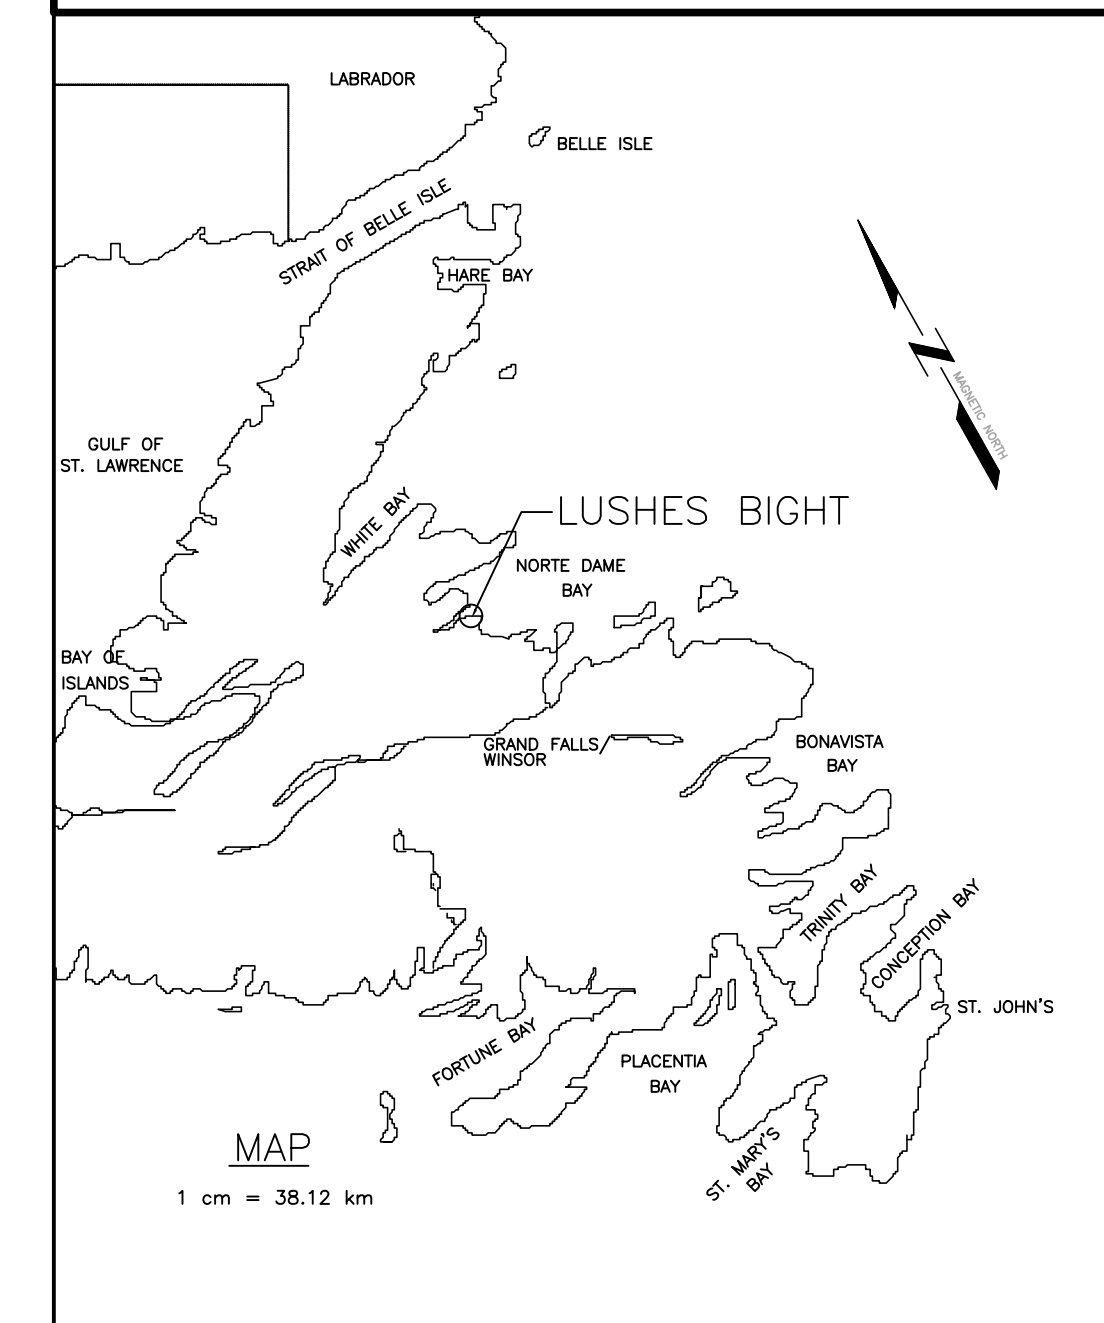 LABRADOR
BELLE ISLE
STRAIT OF BELLE ISLE
HARE BAY
MAGNETIC NORTH
GULF OF
ST. LAWRENCE
WHITE BAY
LUSHES BIGHT
NORTE DAME
BAY
BAY OF
ISLANDS
GRAND FALLS
WINSOR
BONAVISTA
BAY
TRINITY BAY
CONCEPTION BAY
ST. JOHN'S
FORTUNE BAY
PLACENTIA
BAY
ST. MARY'S
BAY
MAP
1 cm = 38.12 km